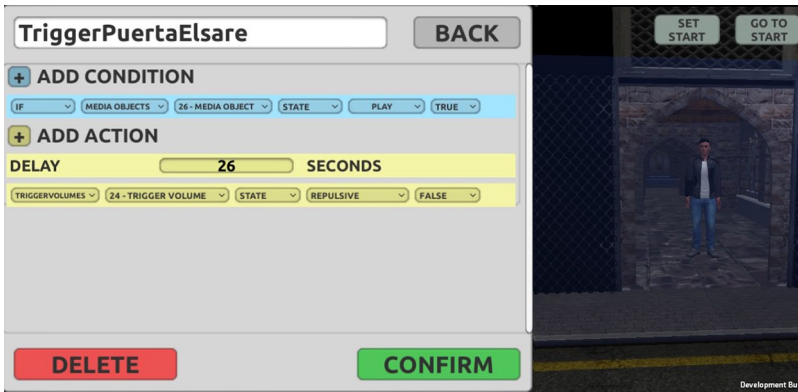 TriggerPuertaElsare
BACK
SET START
GO TO START
+ ADD CONDITION
IF MEDIA OBJECTS 26 - MEDIA OBJECT STATE PLAY TRUE
+ ADD ACTION
DELAY 26 SECONDS
TRIGGERVOLUMES 24 - TRIGGER VOLUME STATE REPULSIVE FALSE
DELETE
CONFIRM
Development Bu